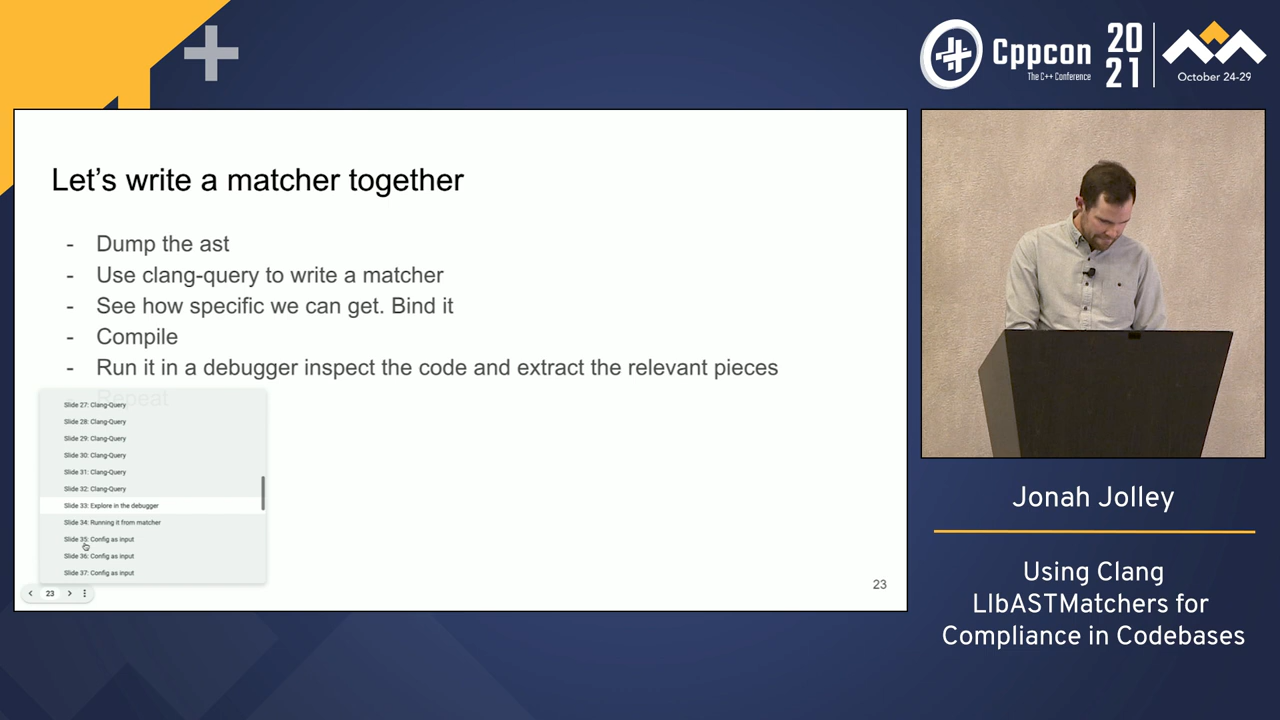 Cppcon
The C++ Conference
20
21
October 24-29
Let's write a matcher together
- Dump the ast
- Use clang-query to write a matcher
- See how specific we can get. Bind it
- Compile
- Run it in a debugger inspect the code and extract the relevant pieces
Repeat
Slide 27: Clang-Query
Slide 28: Clang-Query
Slide 29: Clang-Query
Slide 30: Clang-Query
Slide 31: Clang-Query
Slide 32: Clang-Query
Slide 33: Explore in the debugger
Slide 34: Running it from matcher
Slide 35: Config as input
Slide 36: Config as input
Slide 37: Config as input
23
23
Jonah Jolley
Using Clang
LIbASTMatchers for
Compliance in Codebases